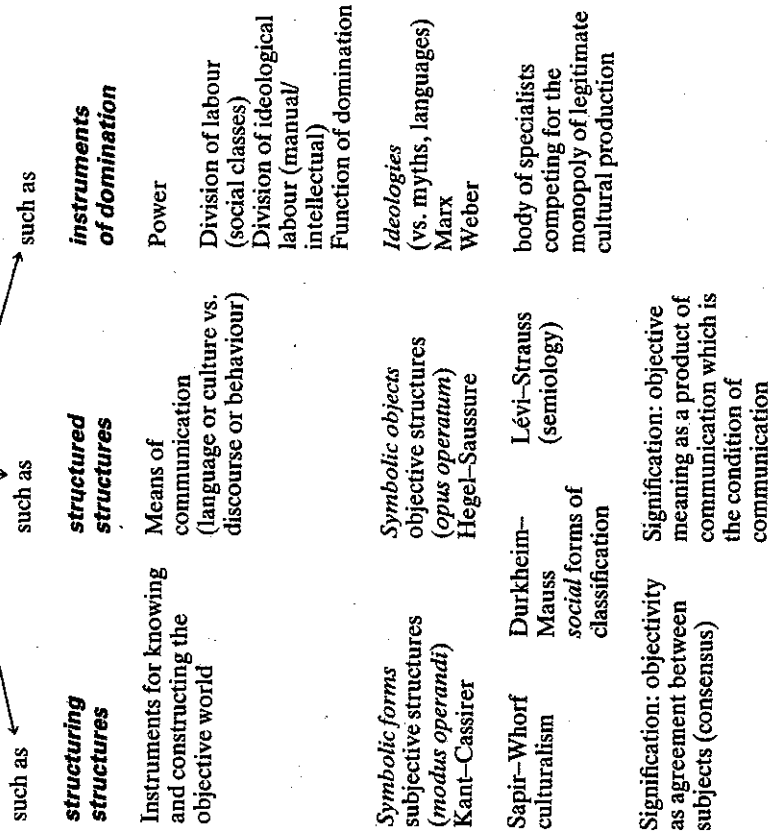 such as
structuring
structures
Instruments for knowing
and constructing the
objective world
Symbolic forms
subjective structures
(modus operandi)
Kant–Cassirer
Sapir–Whorf
culturalism
Durkheim–
Mauss
social forms of
classification
Signification: objectivity
as agreement between
subjects (consensus)
such as
structured
structures
Means of
communication
(language or culture vs.
discourse or behaviour)
Symbolic objects
objective structures
(opus operatum)
Hegel–Saussure
Lévi–Strauss
(semiology)
Signification: objective
meaning as a product of
communication which is
the condition of
communication
such as
instruments
of domination
Power
Division of labour
(social classes)
Division of ideological
labour (manual/
intellectual)
Function of domination
Ideologies
(vs. myths, languages)
Marx
Weber
body of specialists
competing for the
monopoly of legitimate
cultural production